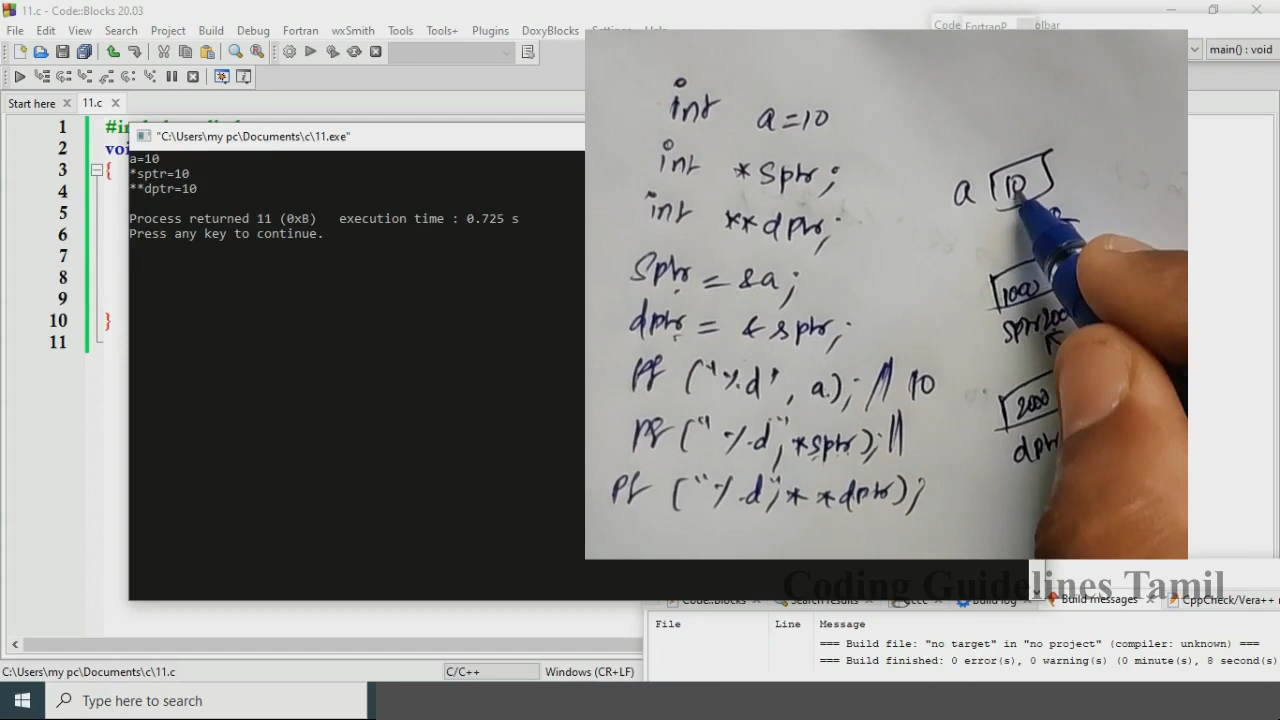 11.c - Code::Blocks 20.03
File Edit View Search Project Build Debug Fortran wxSmith Tools Tools+ Plugins DoxyBlocks
main() : void
Start here 11.c
1
2
3 {
4
5
6
7
8
9
10 }
11
"C:\Users\my pc\Documents\c\11.exe"
a=10
*sptr=10
**dptr=10
Process returned 11 (0xB) execution time : 0.725 s
Press any key to continue.
int a=10
int *sptr;
int **dptr;
sptr = &a;
dptr = &sptr;
pf ("%d", a); // 10
pf ("%d", *sptr); //
pf ("%d", **dptr);
a 10
1000
sptr
2000
dptr
Coding Guidelines Tamil
Build messages CppCheck/Vera++
File Line Message
=== Build file: "no target" in "no project" (compiler: unknown) ===
=== Build finished: 0 error(s), 0 warning(s) (0 minute(s), 8 second(s)
C:\Users\my pc\Documents\c\11.c C/C++ Windows (CR+LF)
Type here to search